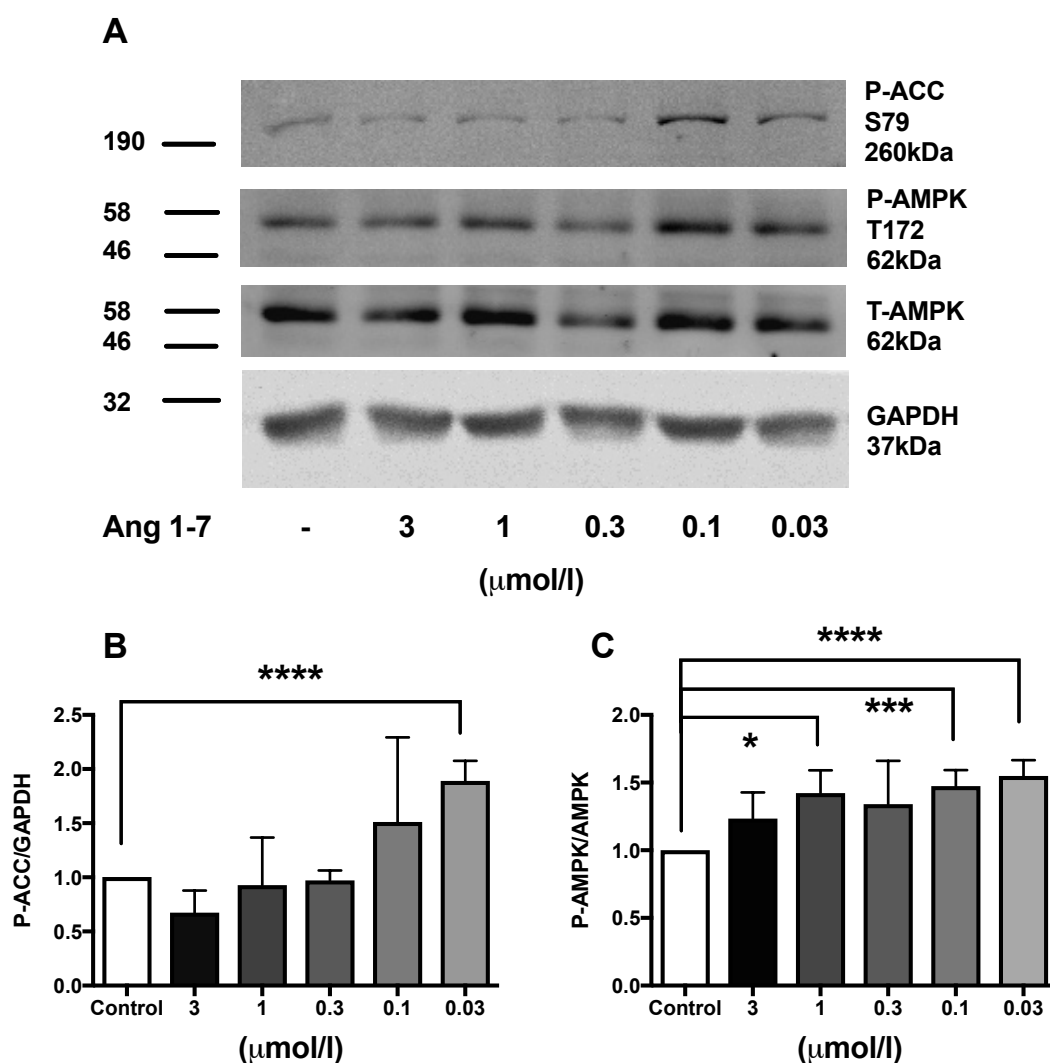 A
P-ACC
S79
260kDa
190
P-AMPK
T172
62kDa
58
46
T-AMPK
62kDa
58
46
32
GAPDH
37kDa
Ang 1-7 - 3 1 0.3 0.1 0.03
(μmol/l)
B
****
P-ACC/GAPDH
2.5
2.0
1.5
1.0
0.5
0.0
Control 3 1 0.3 0.1 0.03
(μmol/l)
C
****
***
*
P-AMPK/AMPK
2.0
1.5
1.0
0.5
0.0
Control 3 1 0.3 0.1 0.03
(μmol/l)